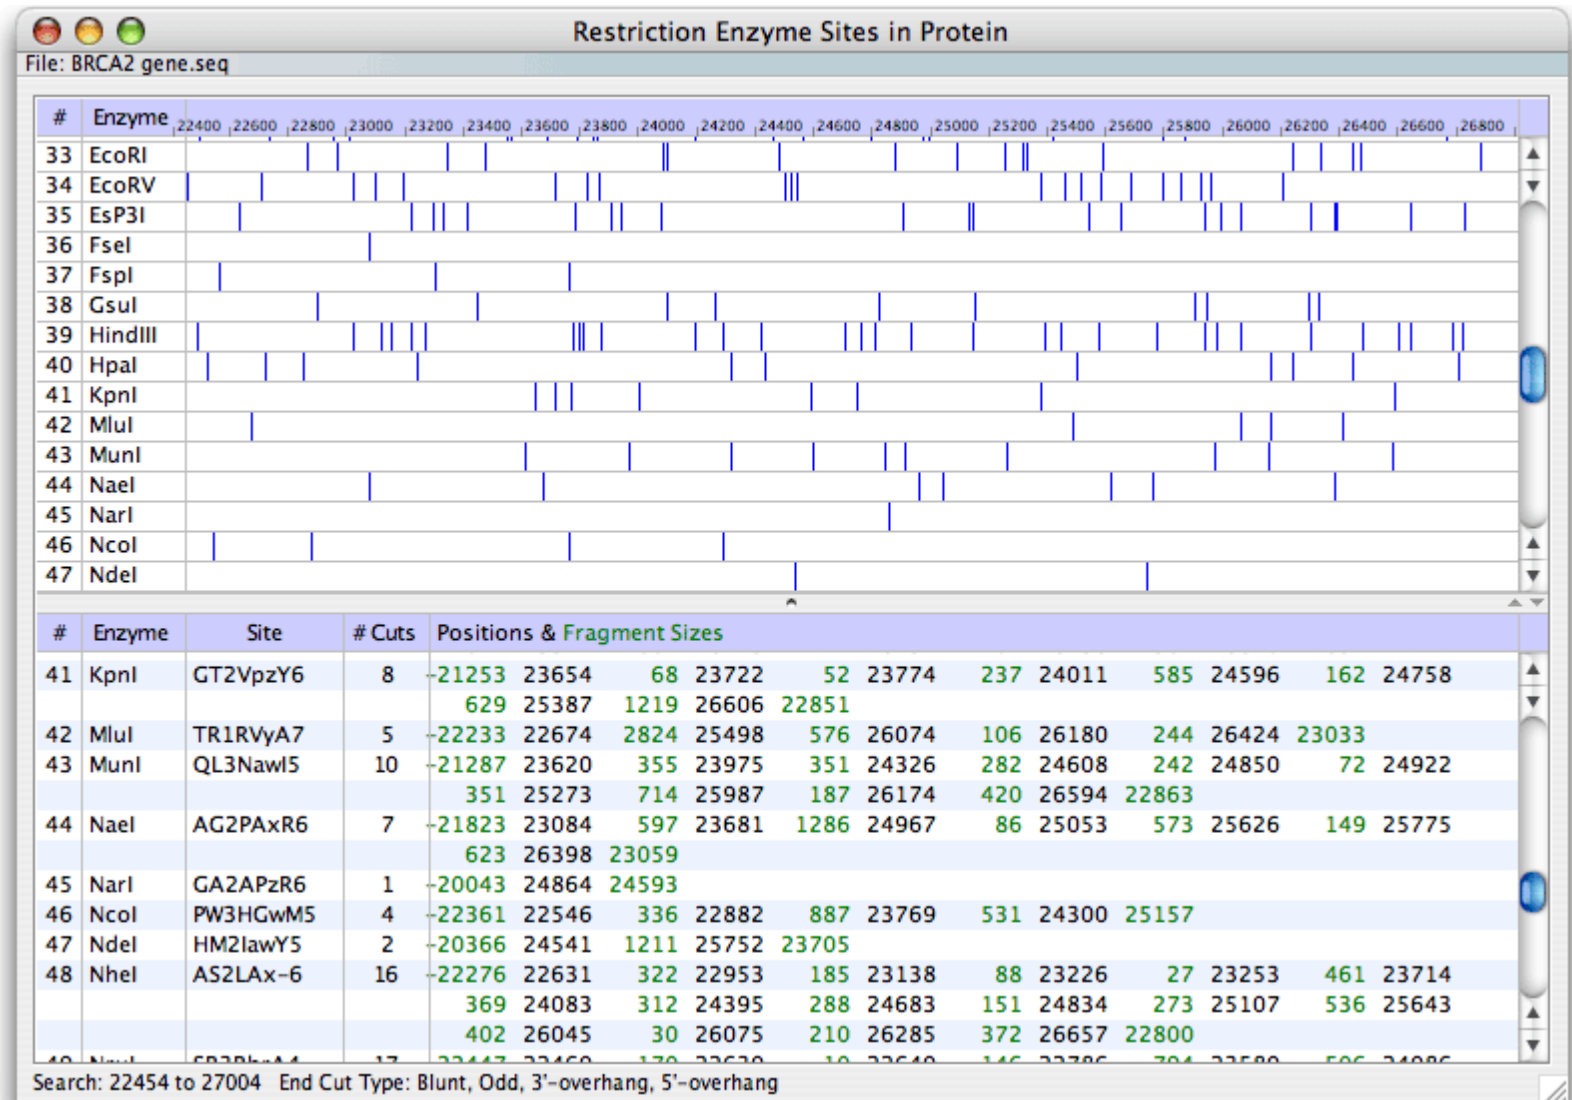 Restriction Enzyme Sites in Protein
File: BRCA2 gene.seq
# Enzyme 22400 22600 22800 23000 23200 23400 23600 23800 24000 24200 24400 24600 24800 25000 25200 25400 25600 25800 26000 26200 26400 26600 26800
33 EcoRI
34 EcoRV
35 EsP3I
36 FseI
37 FspI
38 GsuI
39 HindIII
40 HpaI
41 KpnI
42 MluI
43 MunI
44 NaeI
45 NarI
46 NcoI
47 NdeI
# Enzyme Site # Cuts Positions & Fragment Sizes
41 KpnI GT2VpzY6 8 -21253 23654 68 23722 52 23774 237 24011 585 24596 162 24758
629 25387 1219 26606 22851
42 MluI TR1RVyA7 5 -22233 22674 2824 25498 576 26074 106 26180 244 26424 23033
43 MunI QL3NawI5 10 -21287 23620 355 23975 351 24326 282 24608 242 24850 72 24922
351 25273 714 25987 187 26174 420 26594 22863
44 NaeI AG2PAxR6 7 -21823 23084 597 23681 1286 24967 86 25053 573 25626 149 25775
623 26398 23059
45 NarI GA2APzR6 1 -20043 24864 24593
46 NcoI PW3HGwM5 4 -22361 22546 336 22882 887 23769 531 24300 25157
47 NdeI HM2IawY5 2 -20366 24541 1211 25752 23705
48 NheI AS2LAx-6 16 -22276 22631 322 22953 185 23138 88 23226 27 23253 461 23714
369 24083 312 24395 288 24683 151 24834 273 25107 536 25643
402 26045 30 26075 210 26285 372 26657 22800
Search: 22454 to 27004 End Cut Type: Blunt, Odd, 3'-overhang, 5'-overhang